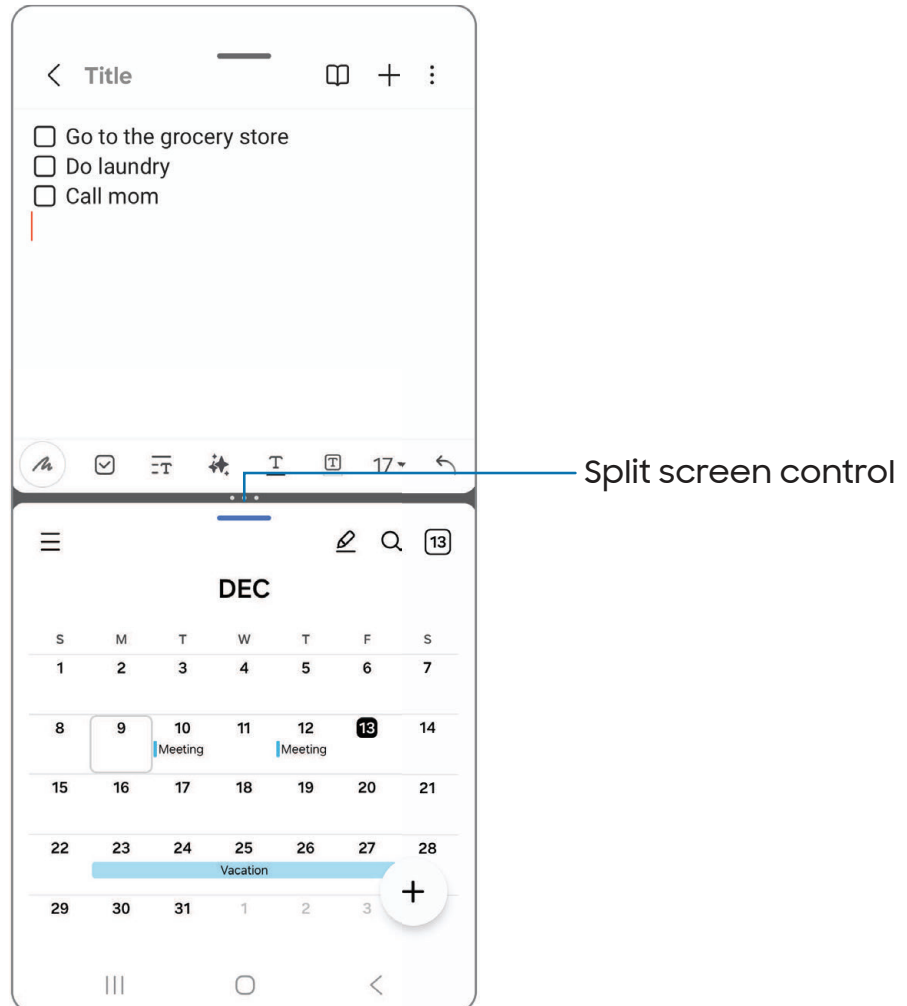 Title
Go to the grocery store
Do laundry
Call mom
T T T 17
Split screen control
13
DEC
S M T W T F S
1 2 3 4 5 6 7
8 9 10 11 12 13 14
Meeting Meeting
15 16 17 18 19 20 21
22 23 24 25 26 27 28
Vacation
29 30 31 1 2 3